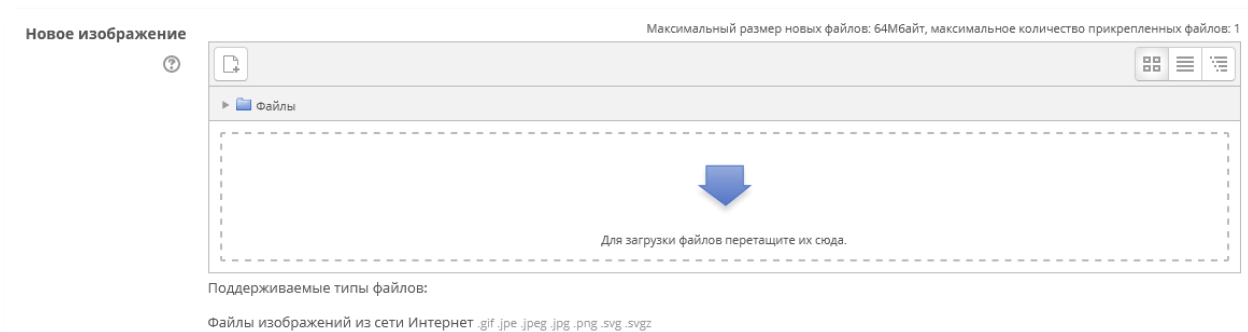 Новое изображение
Максимальный размер новых файлов: 64Мбайт, максимальное количество прикрепленных файлов: 1
Файлы
Для загрузки файлов перетащите их сюда.
Поддерживаемые типы файлов:
Файлы изображений из сети Интернет .gif .jpe .jpeg .jpg .png .svg .svgz